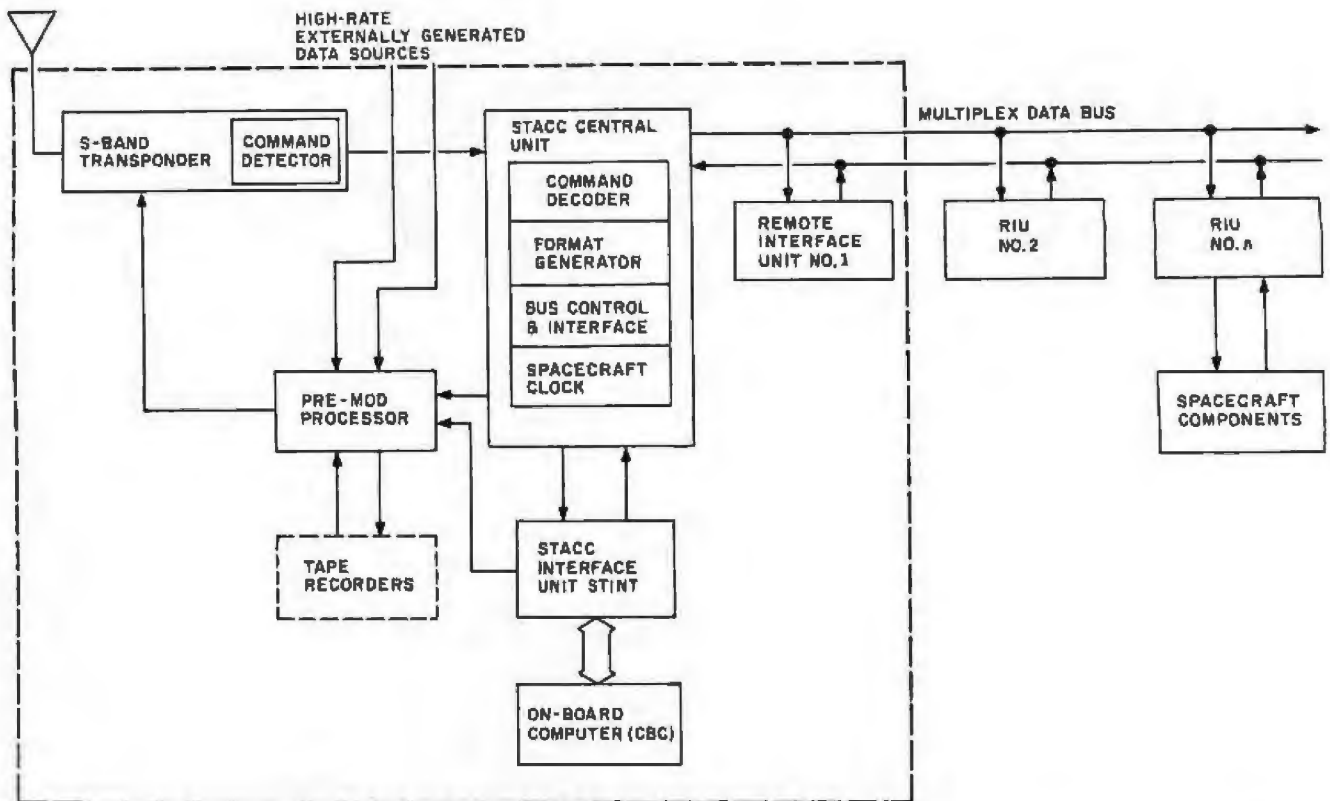 HIGH-RATE
EXTERNALLY GENERATED
DATA SOURCES
S-BAND
TRANSPONDER
COMMAND
DETECTOR
STACC CENTRAL
UNIT
COMMAND
DECODER
FORMAT
GENERATOR
BUS CONTROL
& INTERFACE
SPACECRAFT
CLOCK
MULTIPLEX DATA BUS
REMOTE
INTERFACE
UNIT NO.1
RIU
NO.2
RIU
NO.n
SPACECRAFT
COMPONENTS
PRE-MOD
PROCESSOR
TAPE
RECORDERS
STACC
INTERFACE
UNIT STINT
ON-BOARD
COMPUTER (CBC)